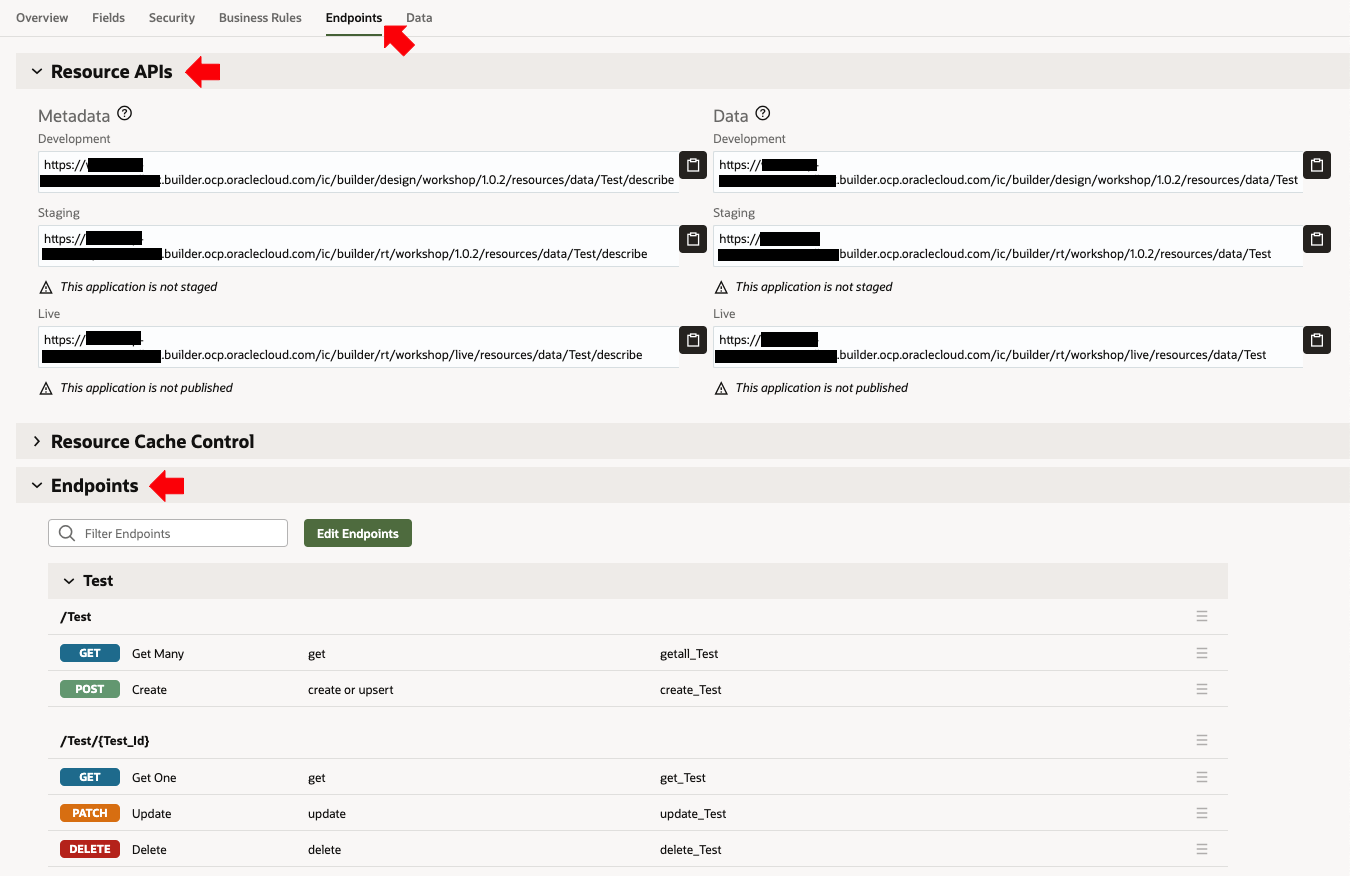 Overview Fields Security Business Rules Endpoints Data
Resource APIs
Metadata
Development
https://
.builder.ocp.oraclecloud.com/ic/builder/design/workshop/1.0.2/resources/data/Test/describe
Staging
https://
.builder.ocp.oraclecloud.com/ic/builder/rt/workshop/1.0.2/resources/data/Test/describe
This application is not staged
Live
https://
.builder.ocp.oraclecloud.com/ic/builder/rt/workshop/live/resources/data/Test/describe
This application is not published
Data
Development
https://
.builder.ocp.oraclecloud.com/ic/builder/design/workshop/1.0.2/resources/data/Test
Staging
https://
builder.ocp.oraclecloud.com/ic/builder/rt/workshop/1.0.2/resources/data/Test
This application is not staged
Live
https://
.builder.ocp.oraclecloud.com/ic/builder/rt/workshop/live/resources/data/Test
This application is not published
Resource Cache Control
Endpoints
Filter Endpoints Edit Endpoints
Test
/Test
GET Get Many get getall_Test
POST Create create or upsert create_Test
/Test/{Test_Id}
GET Get One get get_Test
PATCH Update update update_Test
DELETE Delete delete delete_Test